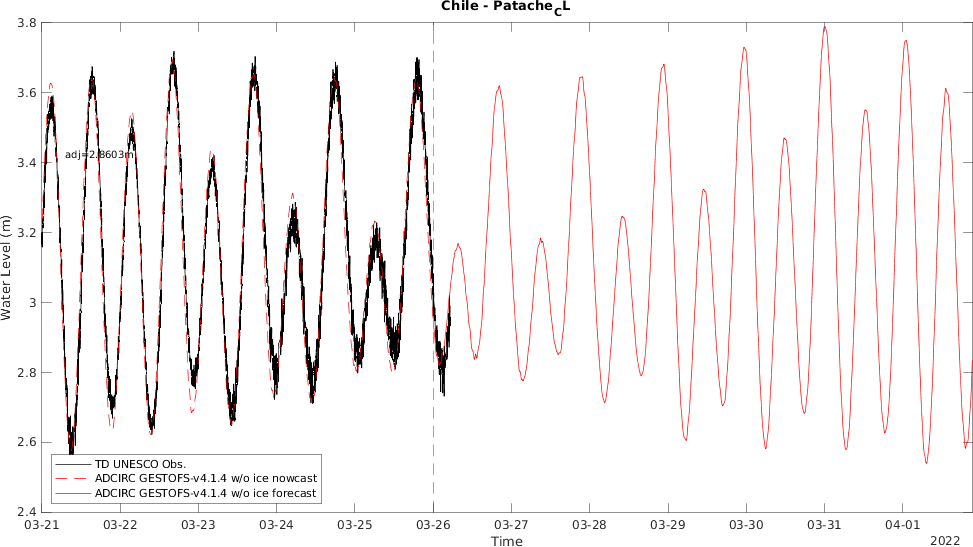 Chile - Patache_CL
3.8
3.6
3.4
3.2
3
2.8
2.6
2.4
Water Level (m)
adj=2.8603m
TD UNESCO Obs.
ADCIRC GESTOFS-v4.1.4 w/o ice nowcast
ADCIRC GESTOFS-v4.1.4 w/o ice forecast
03-21 03-22 03-23 03-24 03-25 03-26 03-27 03-28 03-29 03-30 03-31 04-01
Time
2022